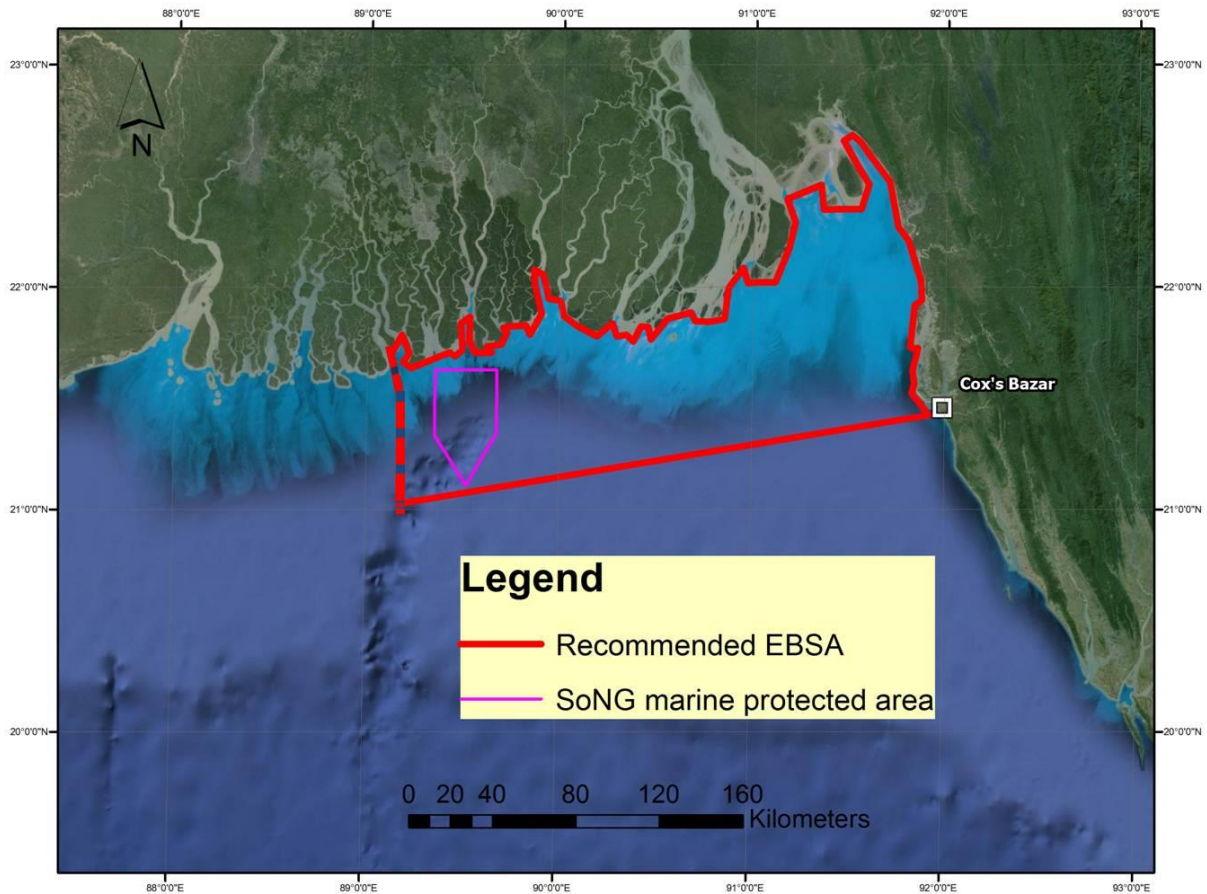 88°0'0"E 89°0'0"E 90°0'0"E 91°0'0"E 92°0'0"E 93°0'0"E
23°0'0"N 23°0'0"N
N
22°0'0"N 22°0'0"N
Cox's Bazar
21°0'0"N 21°0'0"N
Legend
Recommended EBSA
SoNG marine protected area
20°0'0"N 20°0'0"N
0 20 40 80 120 160
Kilometers
88°0'0"E 89°0'0"E 90°0'0"E 91°0'0"E 92°0'0"E 93°0'0"E